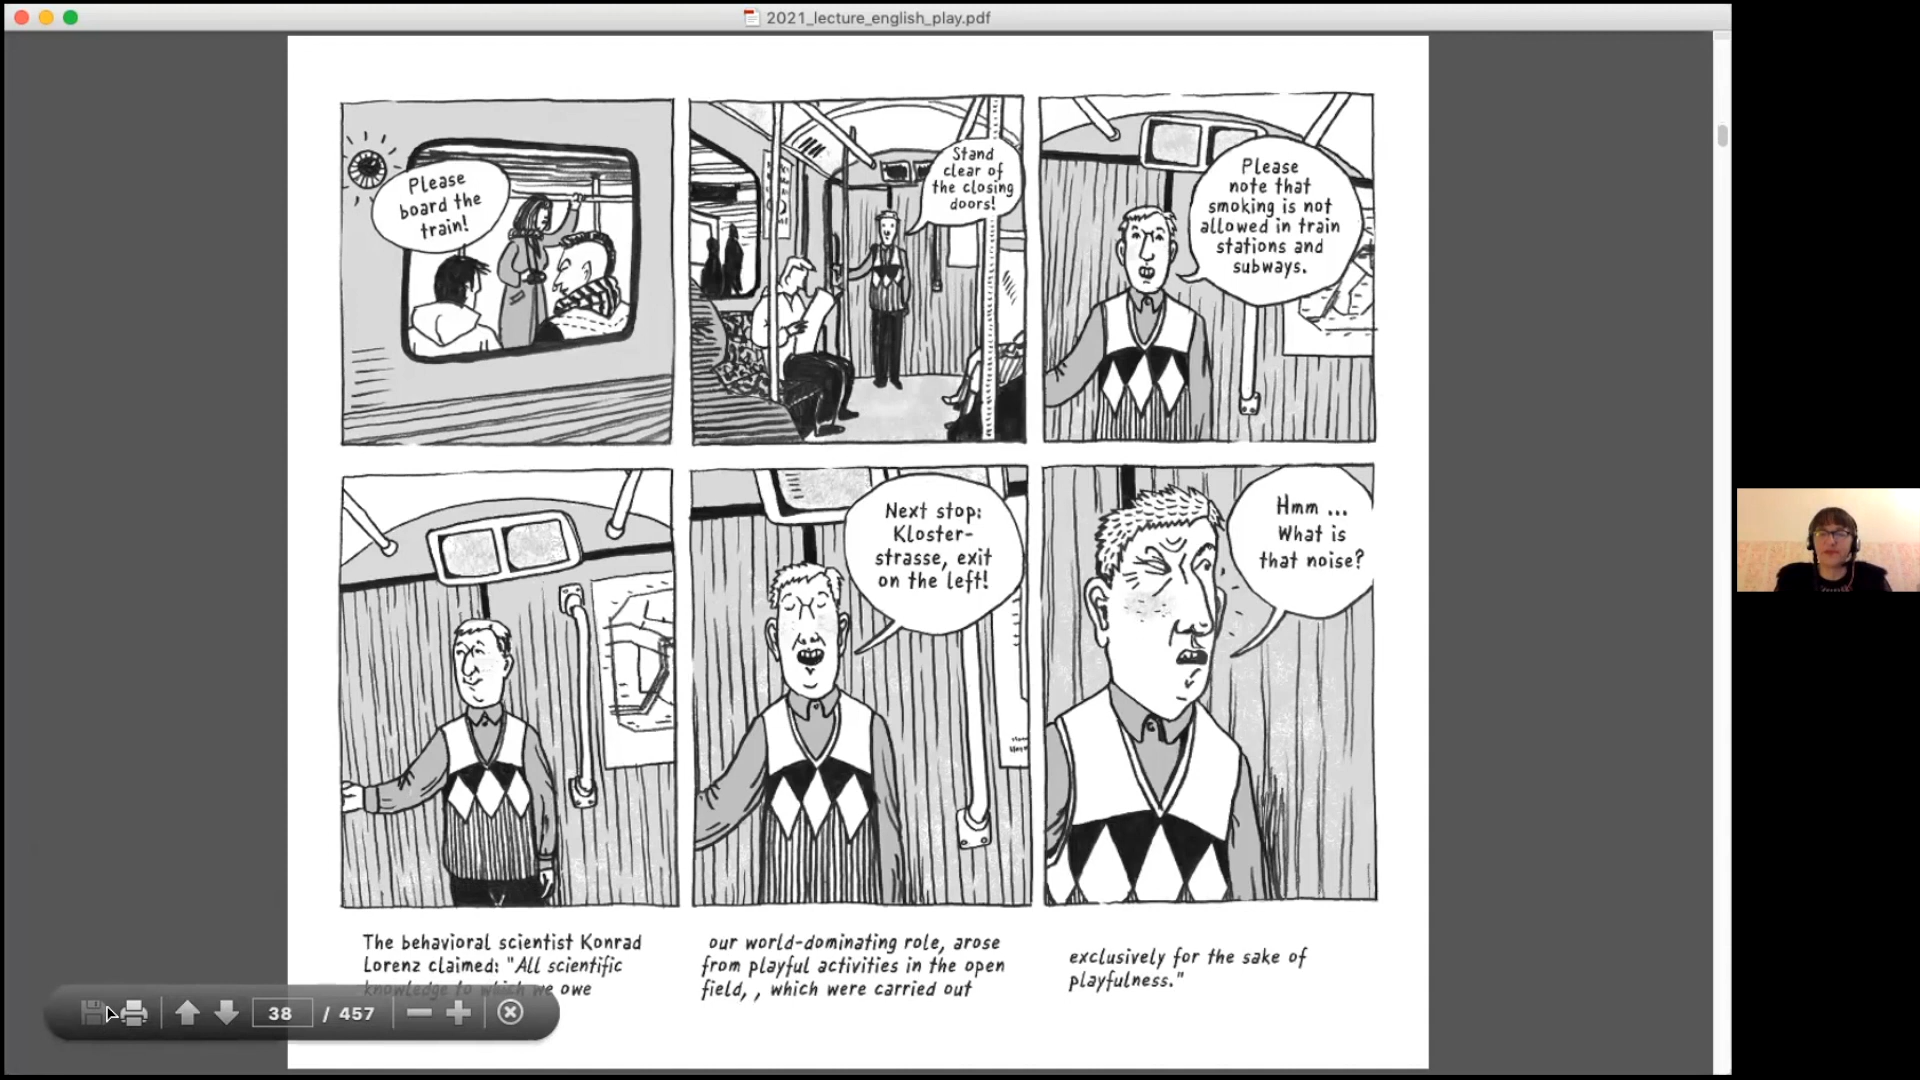 2021_lecture_english_play.pdf
Please
board the
train!
Stand
clear of
the closing
doors!
Please
note that
smoking is not
allowed in train
stations and
subways.
Next stop:
Kloster-
strasse, exit
on the left!
Hmm ...
What is
that noise?
The behavioral scientist Konrad
Lorenz claimed: "All scientific
knowledge to which we owe
our world-dominating role, arose
from playful activities in the open
field, , which were carried out
exclusively for the sake of
playfulness."
38 / 457